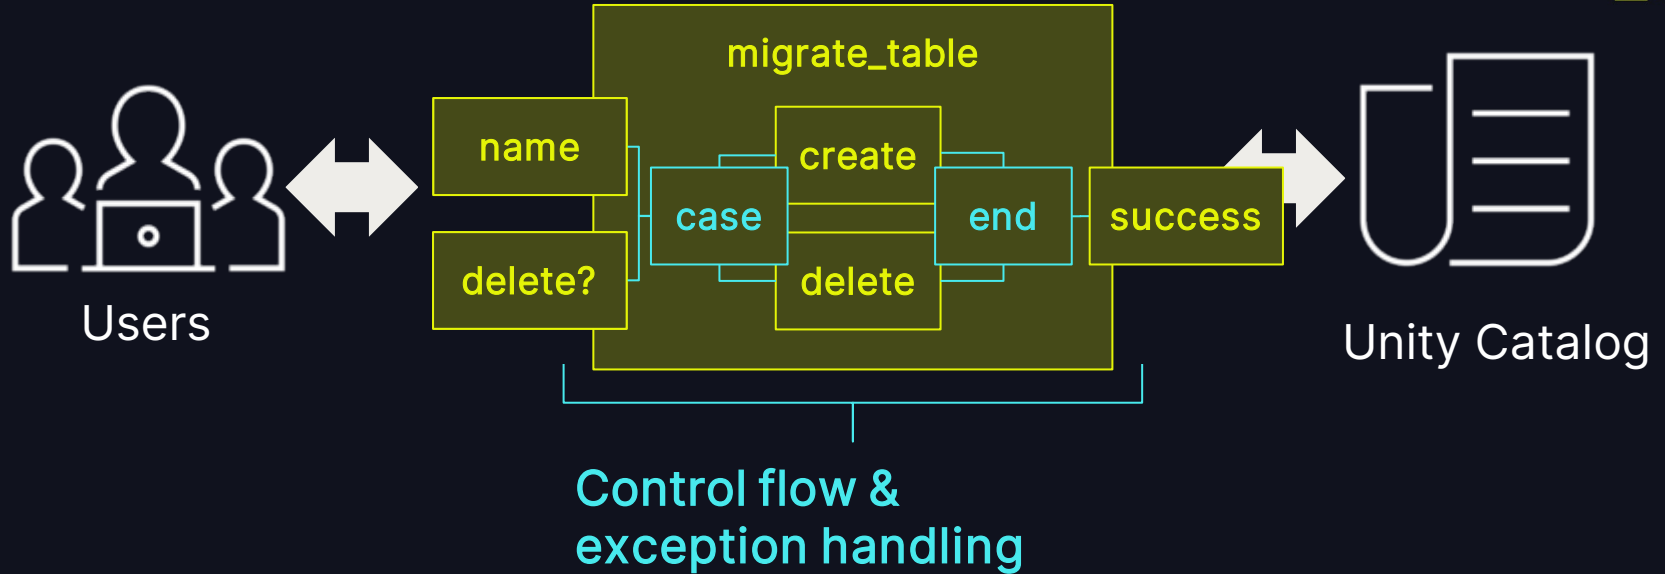 migrate_table
name
create
case
end
success
delete?
delete
Users
Unity Catalog
Control flow &
exception handling